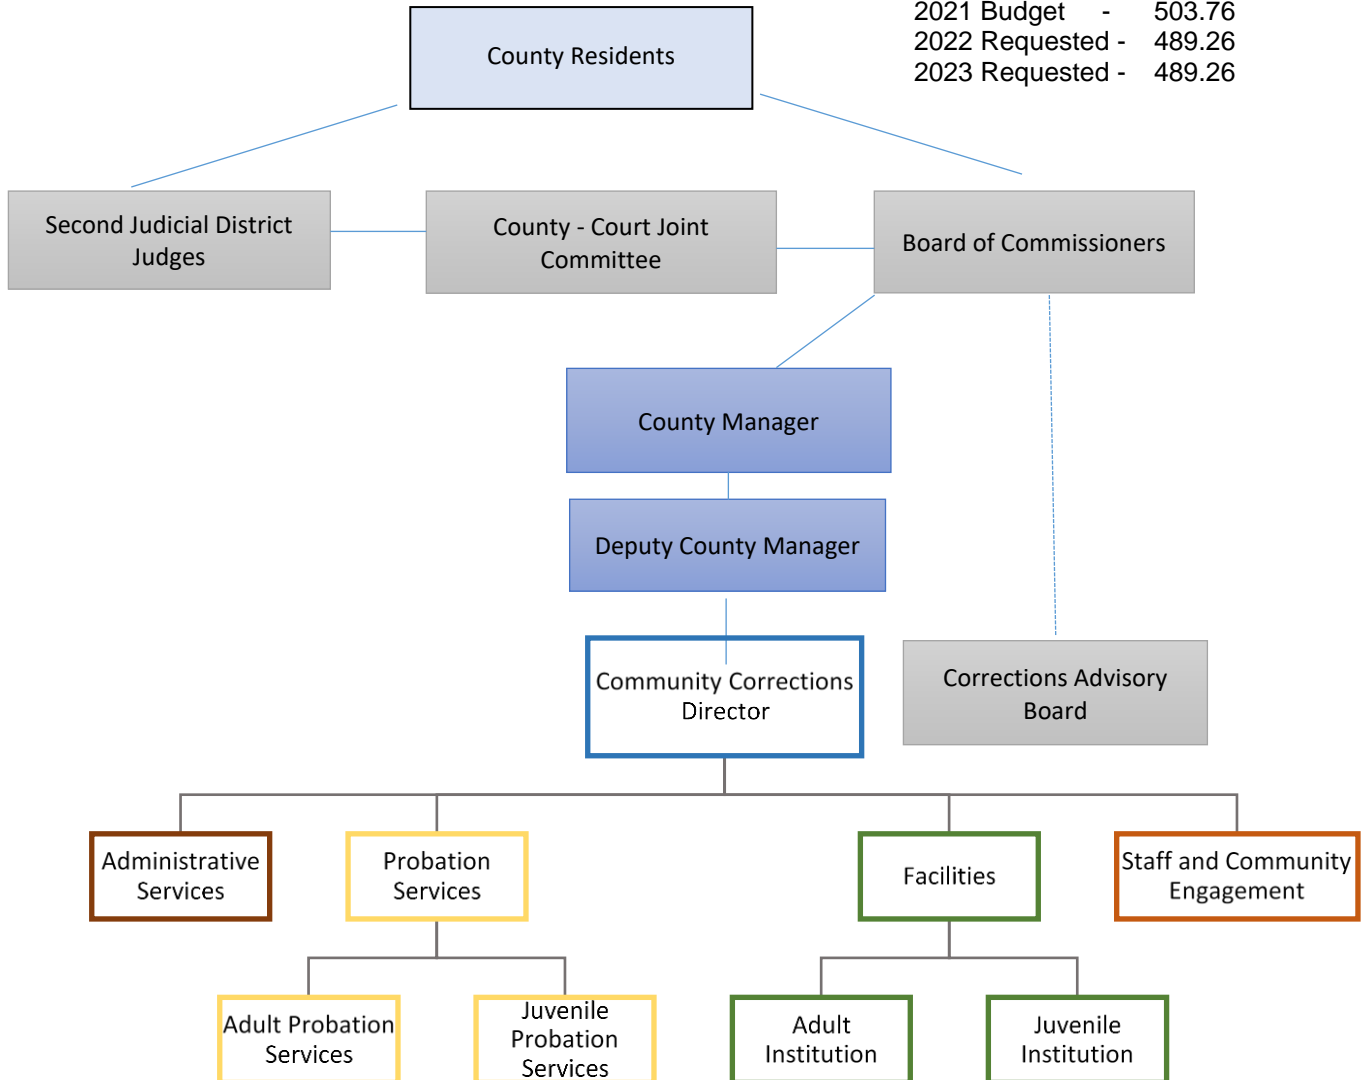 2021 Budget - 503.76
2022 Requested - 489.26
2023 Requested - 489.26
County Residents
Second Judicial District
Judges
County - Court Joint
Committee
Board of Commissioners
County Manager
Deputy County Manager
Community Corrections
Director
Corrections Advisory
Board
Administrative
Services
Probation
Services
Facilities
Staff and Community
Engagement
Adult Probation
Services
Juvenile
Probation
Services
Adult
Institution
Juvenile
Institution